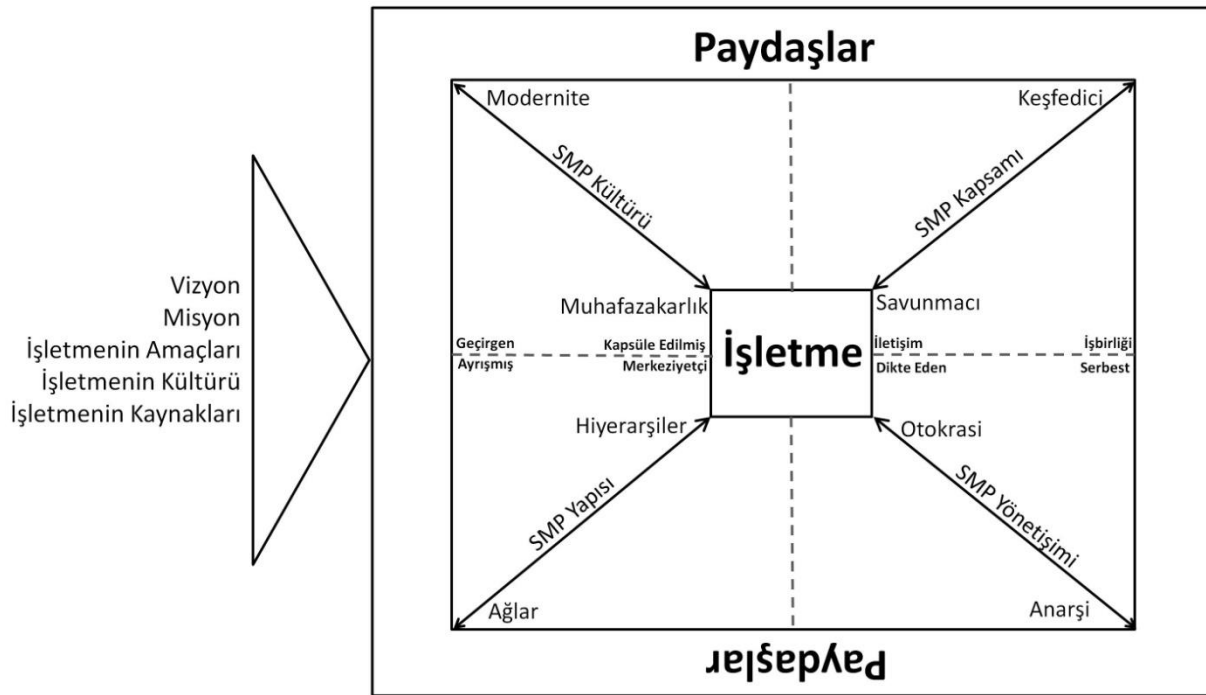 Paydaşlar
Modernite
Keşfedici
SMP Kültürü
SMP Kapsamı
Vizyon
Misyon
İşletmenin Amaçları
İşletmenin Kültürü
İşletmenin Kaynakları
Muhafazakarlık
Savunmacı
Geçirgen
Kapsüle Edilmiş
İşletme
İletişim
İşbirliği
Ayrışmış
Merkeziyetçi
Dikte Eden
Serbest
Hiyerarşiler
Otokrasi
SMP Yapısı
SMP Yönetişimi
Ağlar
Anarşi
Paydaşlar